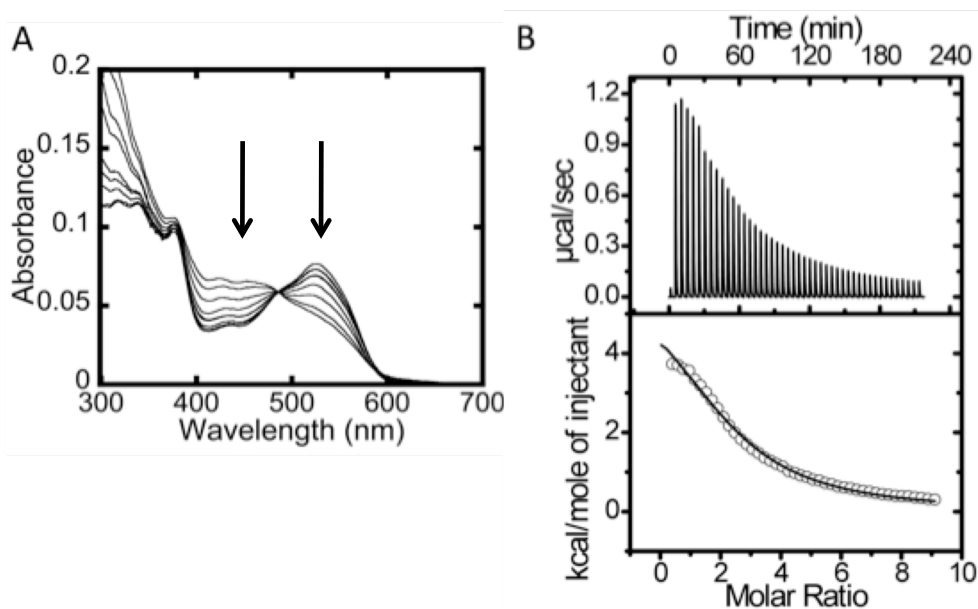 A
0.2
0.15
0.1
0.05
0
Absorbance
300 400 500 600 700
Wavelength (nm)
B
Time (min)
0 60 120 180 240
1.2
0.9
0.6
0.3
0.0
µcal/sec
4
2
0
kcal/mole of injectant
0 2 4 6 8 10
Molar Ratio